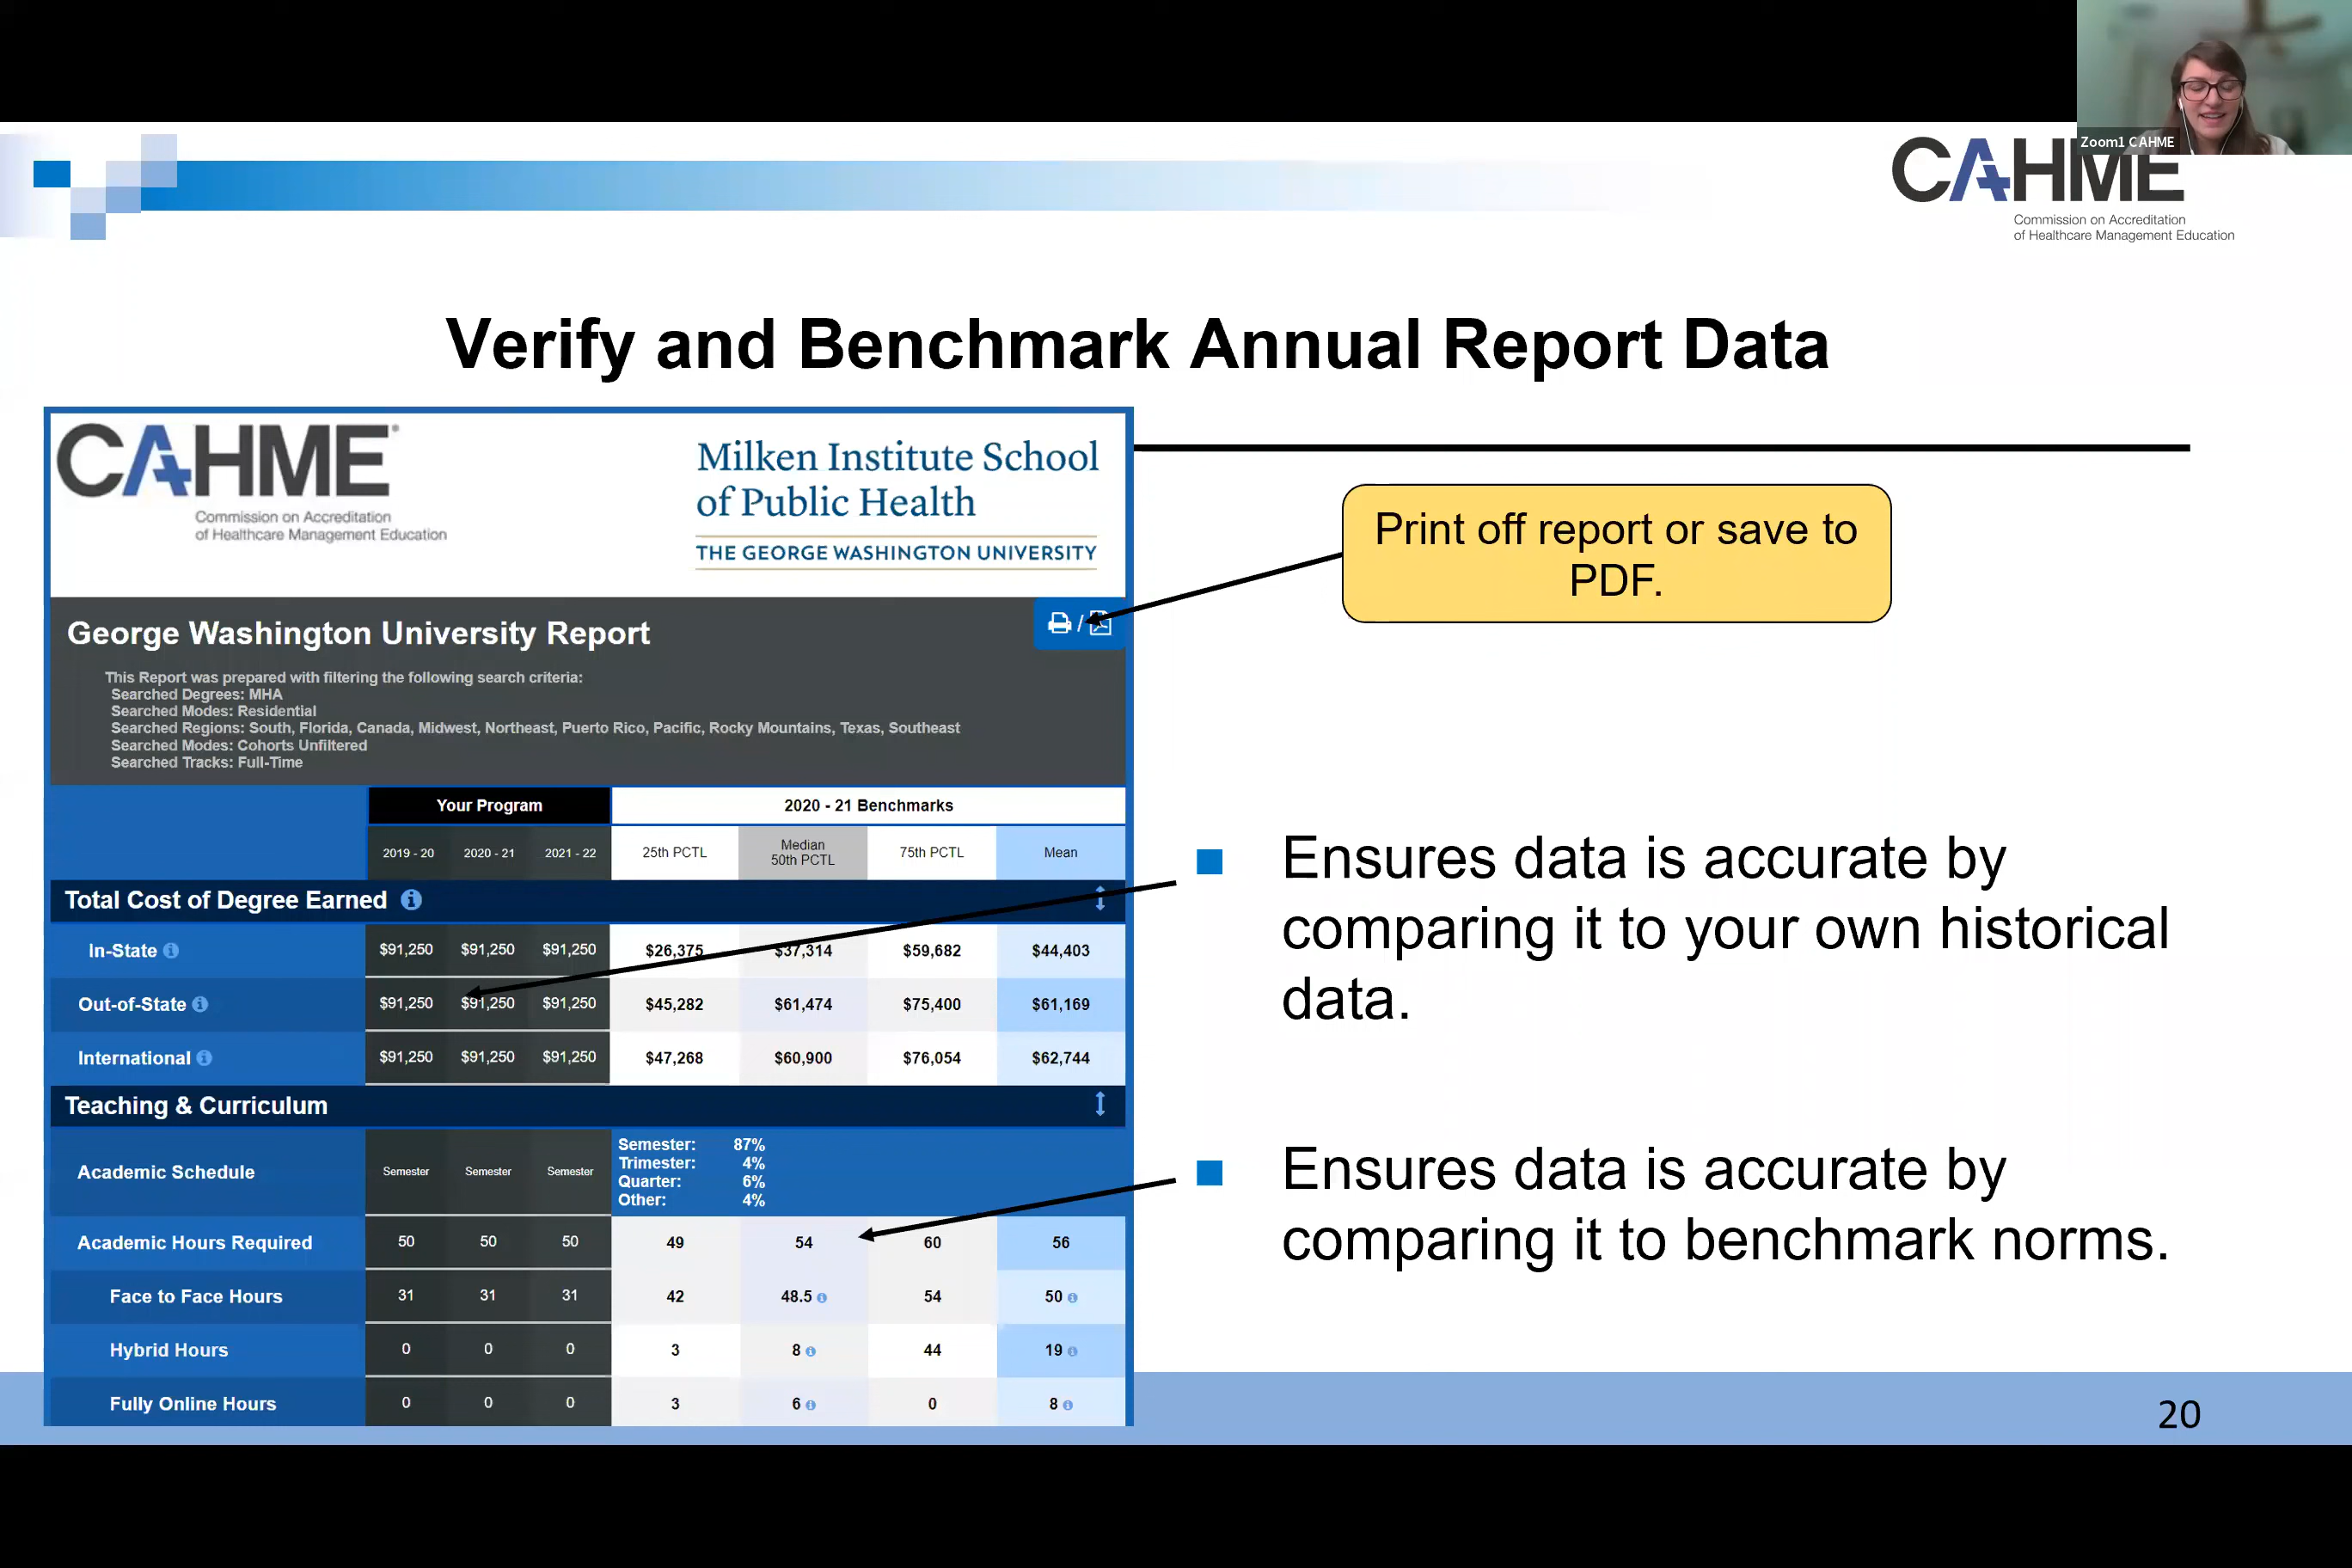 Zoom1 CAHME
CAHME
Commission on Accreditation
of Healthcare Management Education
Verify and Benchmark Annual Report Data
CAHME
Commission on Accreditation
of Healthcare Management Education
Milken Institute School
of Public Health
THE GEORGE WASHINGTON UNIVERSITY
George Washington University Report
This Report was prepared with filtering the following search criteria:
Searched Degrees: MHA
Searched Modes: Residential
Searched Regions: South, Florida, Canada, Midwest, Northeast, Puerto Rico, Pacific, Rocky Mountains, Texas, Southeast
Searched Modes: Cohorts Unfiltered
Searched Tracks: Full-Time
Your Program 2020 - 21 Benchmarks
2019 - 20 2020 - 21 2021 - 22 25th PCTL Median 50th PCTL 75th PCTL Mean
Total Cost of Degree Earned
In-State $91,250 $91,250 $91,250 $26,375 $37,314 $59,682 $44,403
Out-of-State $91,250 $91,250 $91,250 $45,282 $61,474 $75,400 $61,169
International $91,250 $91,250 $91,250 $47,268 $60,900 $76,054 $62,744
Teaching & Curriculum
Academic Schedule Semester Semester Semester
Semester: 87%
Trimester: 4%
Quarter: 6%
Other: 4%
Academic Hours Required 50 50 50 49 54 60 56
Face to Face Hours 31 31 31 42 48.5 54 50
Hybrid Hours 0 0 0 3 8 44 19
Fully Online Hours 0 0 0 3 6 0 8
Print off report or save to
PDF.
Ensures data is accurate by
comparing it to your own historical
data.
Ensures data is accurate by
comparing it to benchmark norms.
20